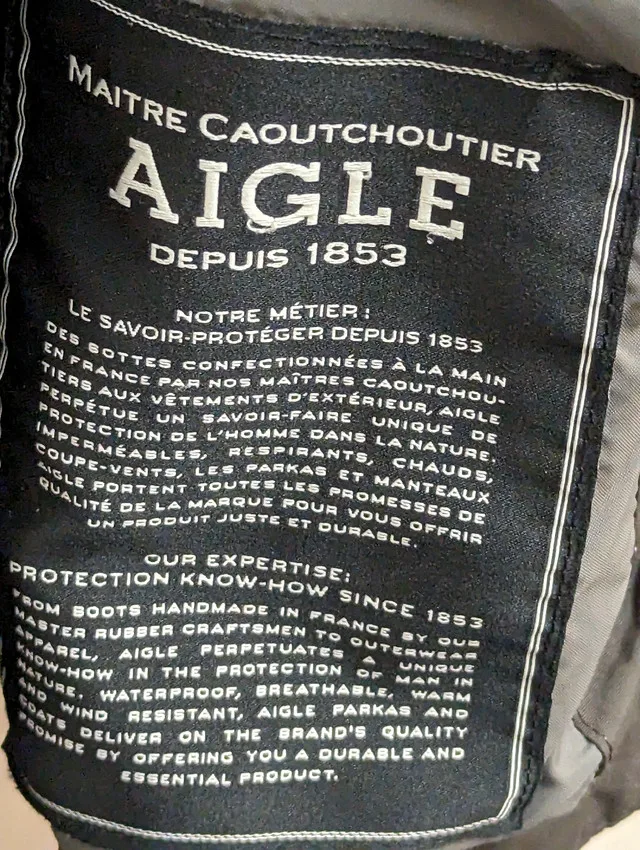 MAITRE CAOUTCHOUTIER
AIGLE
DEPUIS 1853
NOTRE MÉTIER :
LE SAVOIR-PROTÉGER DEPUIS 1853
DES BOTTES CONFECTIONNÉES À LA MAIN
EN FRANCE PAR NOS MAÎTRES CAOUTCHOU-
TIERS AUX VÊTEMENTS D'EXTÉRIEUR, AIGLE
PERPÉTUE UN SAVOIR-FAIRE UNIQUE DE
PROTECTION DE L'HOMME DANS LA NATURE.
IMPERMÉABLES, RESPIRANTS, CHAUDS,
COUPE-VENTS, LES PARKAS ET MANTEAUX
AIGLE PORTENT TOUTES LES PROMESSES DE
QUALITÉ DE LA MARQUE POUR VOUS OFFRIR
UN PRODUIT JUSTE ET DURABLE.
OUR EXPERTISE:
PROTECTION KNOW-HOW SINCE 1853
FROM BOOTS HANDMADE IN FRANCE BY OUR
MASTER RUBBER CRAFTSMEN TO OUTERWEAR
APPAREL, AIGLE PERPETUATES A UNIQUE
KNOW-HOW IN THE PROTECTION OF MAN IN
NATURE. WATERPROOF, BREATHABLE, WARM
AND WIND RESISTANT, AIGLE PARKAS AND
COATS DELIVER ON THE BRAND'S QUALITY
PROMISE BY OFFERING YOU A DURABLE AND
ESSENTIAL PRODUCT.